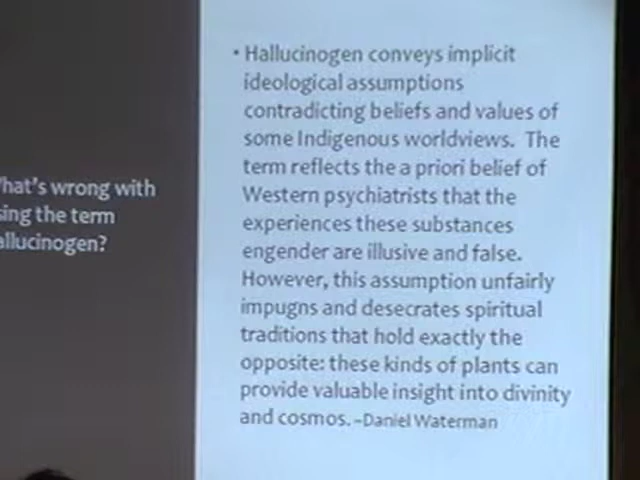 hat's wrong with
sing the term
allucinogen?
• Hallucinogen conveys implicit
ideological assumptions
contradicting beliefs and values of
some Indigenous worldviews. The
term reflects the a priori belief of
Western psychiatrists that the
experiences these substances
engender are illusive and false.
However, this assumption unfairly
impugns and desecrates spiritual
traditions that hold exactly the
opposite: these kinds of plants can
provide valuable insight into divinity
and cosmos. –Daniel Waterman